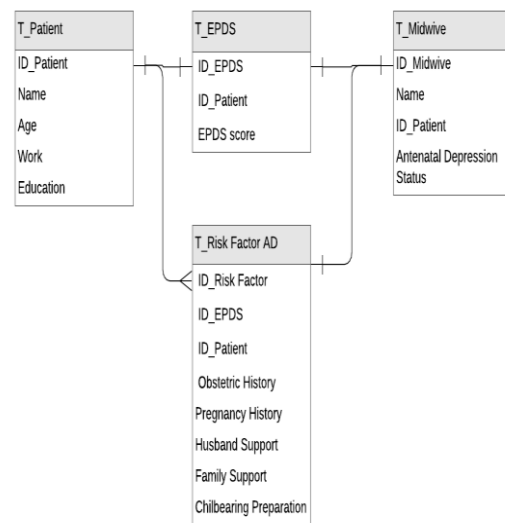 T_Patient
ID_Patient
Name
Age
Work
Education
T_EPDS
ID_EPDS
ID_Patient
EPDS score
T_Midwive
ID_Midwive
Name
ID_Patient
Antenatal Depression
Status
T_Risk Factor AD
ID_Risk Factor
ID_EPDS
ID_Patient
Obstetric History
Pregnancy History
Husband Support
Family Support
Chilbearing Preparation